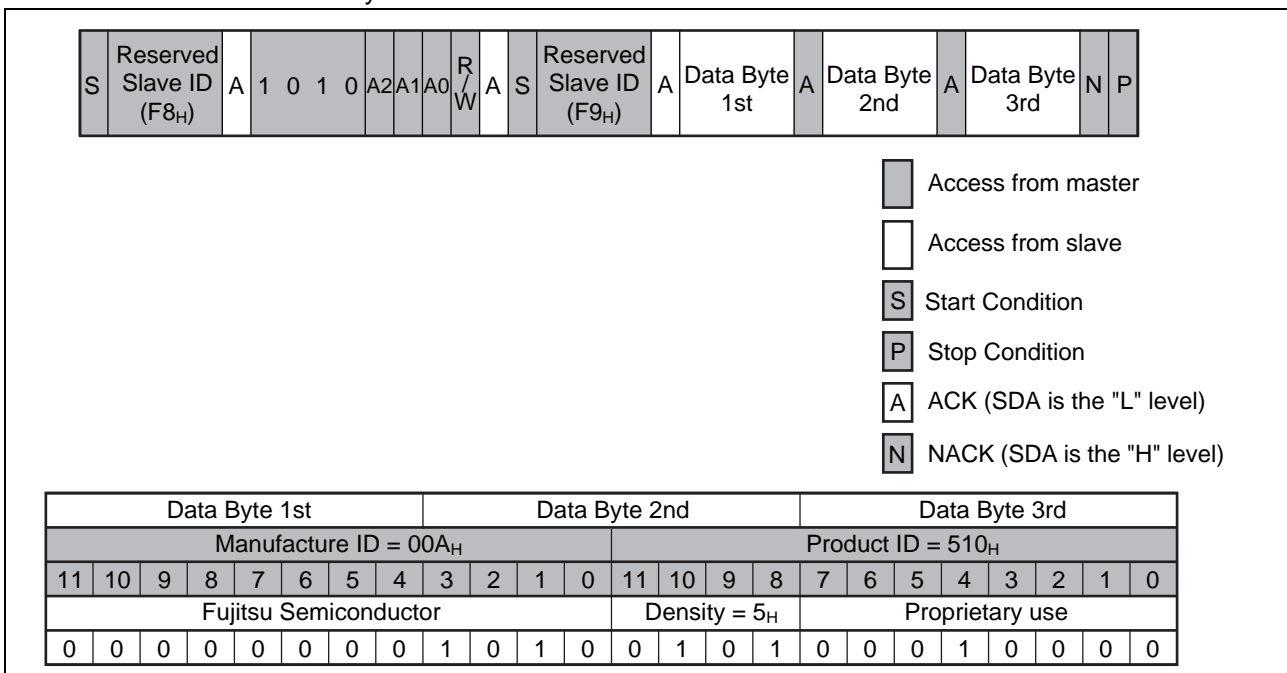 S Reserved Slave ID (F8H) A 1 0 1 0 A2 A1 A0 R/W A S Reserved Slave ID (F9H) A Data Byte 1st A Data Byte 2nd A Data Byte 3rd N P
Access from master
Access from slave
S Start Condition
P Stop Condition
A ACK (SDA is the "L" level)
N NACK (SDA is the "H" level)
Data Byte 1st Data Byte 2nd Data Byte 3rd
Manufacture ID = 00AH Product ID = 510H
11 10 9 8 7 6 5 4 3 2 1 0 11 10 9 8 7 6 5 4 3 2 1 0
Fujitsu Semiconductor Density = 5H Proprietary use
0 0 0 0 0 0 0 0 1 0 1 0 0 1 0 1 0 0 0 1 0 0 0 0